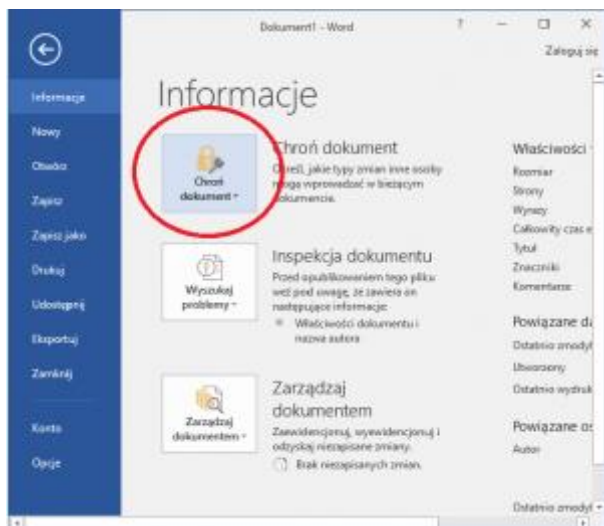 Dokument1 - Word
?
Zaloguj się
Informacje
Nowy
Otwórz
Zapisz
Zapisz jako
Drukuj
Udostępnij
Eksportuj
Zamknij
Konto
Opcje
Informacje
Chroń
dokument
Chroń dokument
Określ, jakie typy zmian inne osoby
mogą wprowadzać w bieżącym
dokumencie.
Wyszukaj
problemy
Inspekcja dokumentu
Przed opublikowaniem tego pliku
weź pod uwagę, że zawiera on
następujące informacje:
Właściwości dokumentu i
nazwa autora
Zarządzaj
dokumentem
Zarządzaj
dokumentem
Zaewidencjonuj, wyewidencjonuj i
odzyskaj niezapisane zmiany.
Brak niezapisanych zmian.
Właściwości
Rozmiar
Strony
Wyrazy
Całkowity czas e
Tytuł
Znaczniki
Komentarze
Powiązane da
Ostatnio zmodyf
Utworzony
Ostatnio wydruk
Powiązane os
Autor
Ostatnio zmodyf